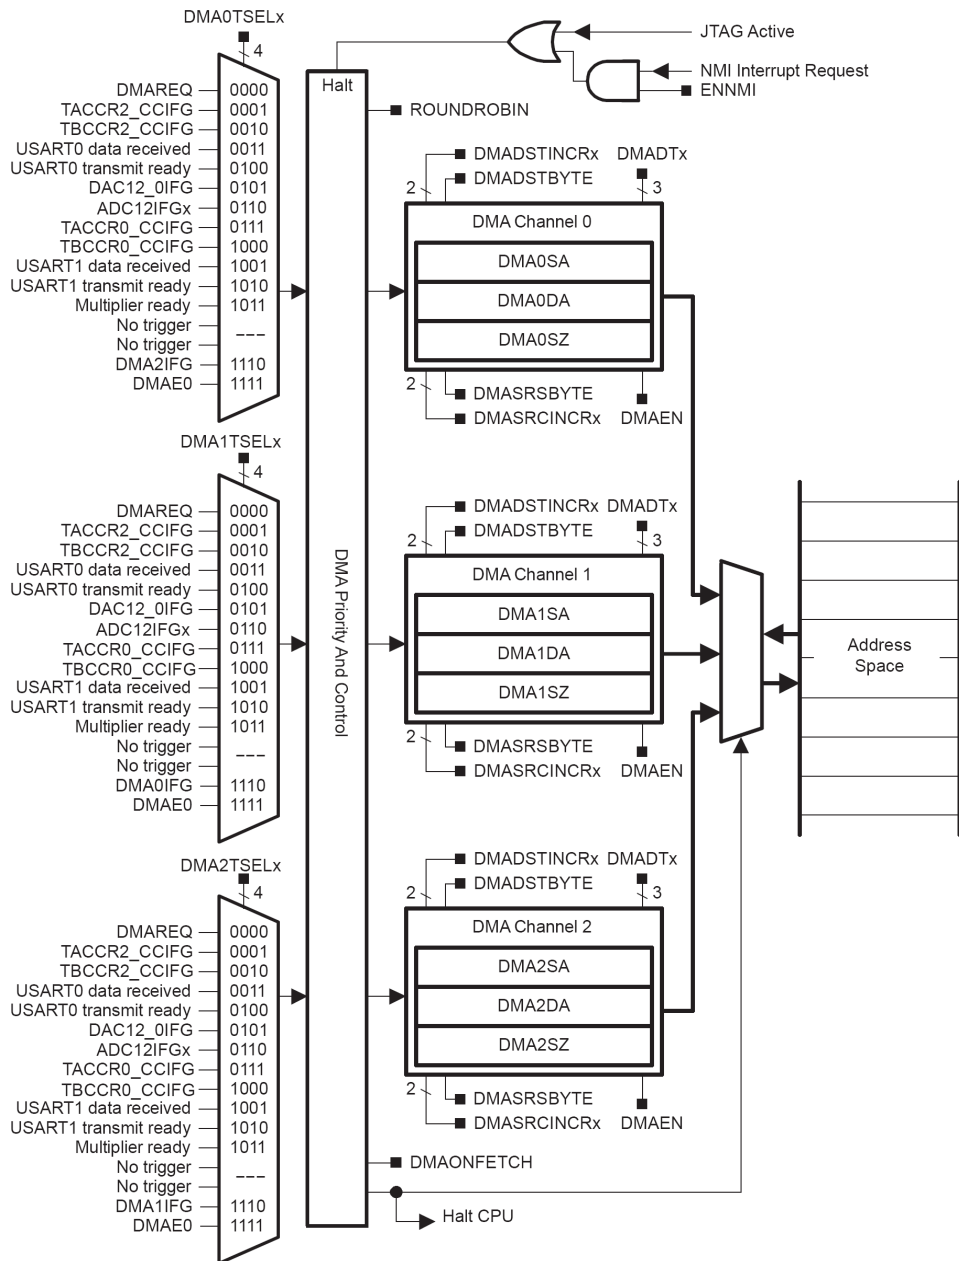 DMA0TSELx
4
DMAREQ 0000
TACCR2_CCIFG 0001
TBCCR2_CCIFG 0010
USART0 data received 0011
USART0 transmit ready 0100
DAC12_0IFG 0101
ADC12IFGx 0110
TACCR0_CCIFG 0111
TBCCR0_CCIFG 1000
USART1 data received 1001
USART1 transmit ready 1010
Multiplier ready 1011
No trigger
No trigger
DMA2IFG 1110
DMAE0 1111
DMA1TSELx
4
DMAREQ 0000
TACCR2_CCIFG 0001
TBCCR2_CCIFG 0010
USART0 data received 0011
USART0 transmit ready 0100
DAC12_0IFG 0101
ADC12IFGx 0110
TACCR0_CCIFG 0111
TBCCR0_CCIFG 1000
USART1 data received 1001
USART1 transmit ready 1010
Multiplier ready 1011
No trigger
No trigger
DMA0IFG 1110
DMAE0 1111
DMA2TSELx
4
DMAREQ 0000
TACCR2_CCIFG 0001
TBCCR2_CCIFG 0010
USART0 data received 0011
USART0 transmit ready 0100
DAC12_0IFG 0101
ADC12IFGx 0110
TACCR0_CCIFG 0111
TBCCR0_CCIFG 1000
USART1 data received 1001
USART1 transmit ready 1010
Multiplier ready 1011
No trigger
No trigger
DMA1IFG 1110
DMAE0 1111
Halt
DMA Priority And Control
JTAG Active
NMI Interrupt Request
ENNMI
ROUNDROBIN
DMADSTINCRx DMADTx
2 DMADSTBYTE 3
DMA Channel 0
DMA0SA
DMA0DA
DMA0SZ
2 DMASRSBYTE
DMASRCINCRx DMAEN
DMADSTINCRx DMADTx
2 DMADSTBYTE 3
DMA Channel 1
DMA1SA
DMA1DA
DMA1SZ
2 DMASRSBYTE
DMASRCINCRx DMAEN
DMADSTINCRx DMADTx
2 DMADSTBYTE 3
DMA Channel 2
DMA2SA
DMA2DA
DMA2SZ
2 DMASRSBYTE
DMASRCINCRx DMAEN
DMAONFETCH
Halt CPU
Address
Space